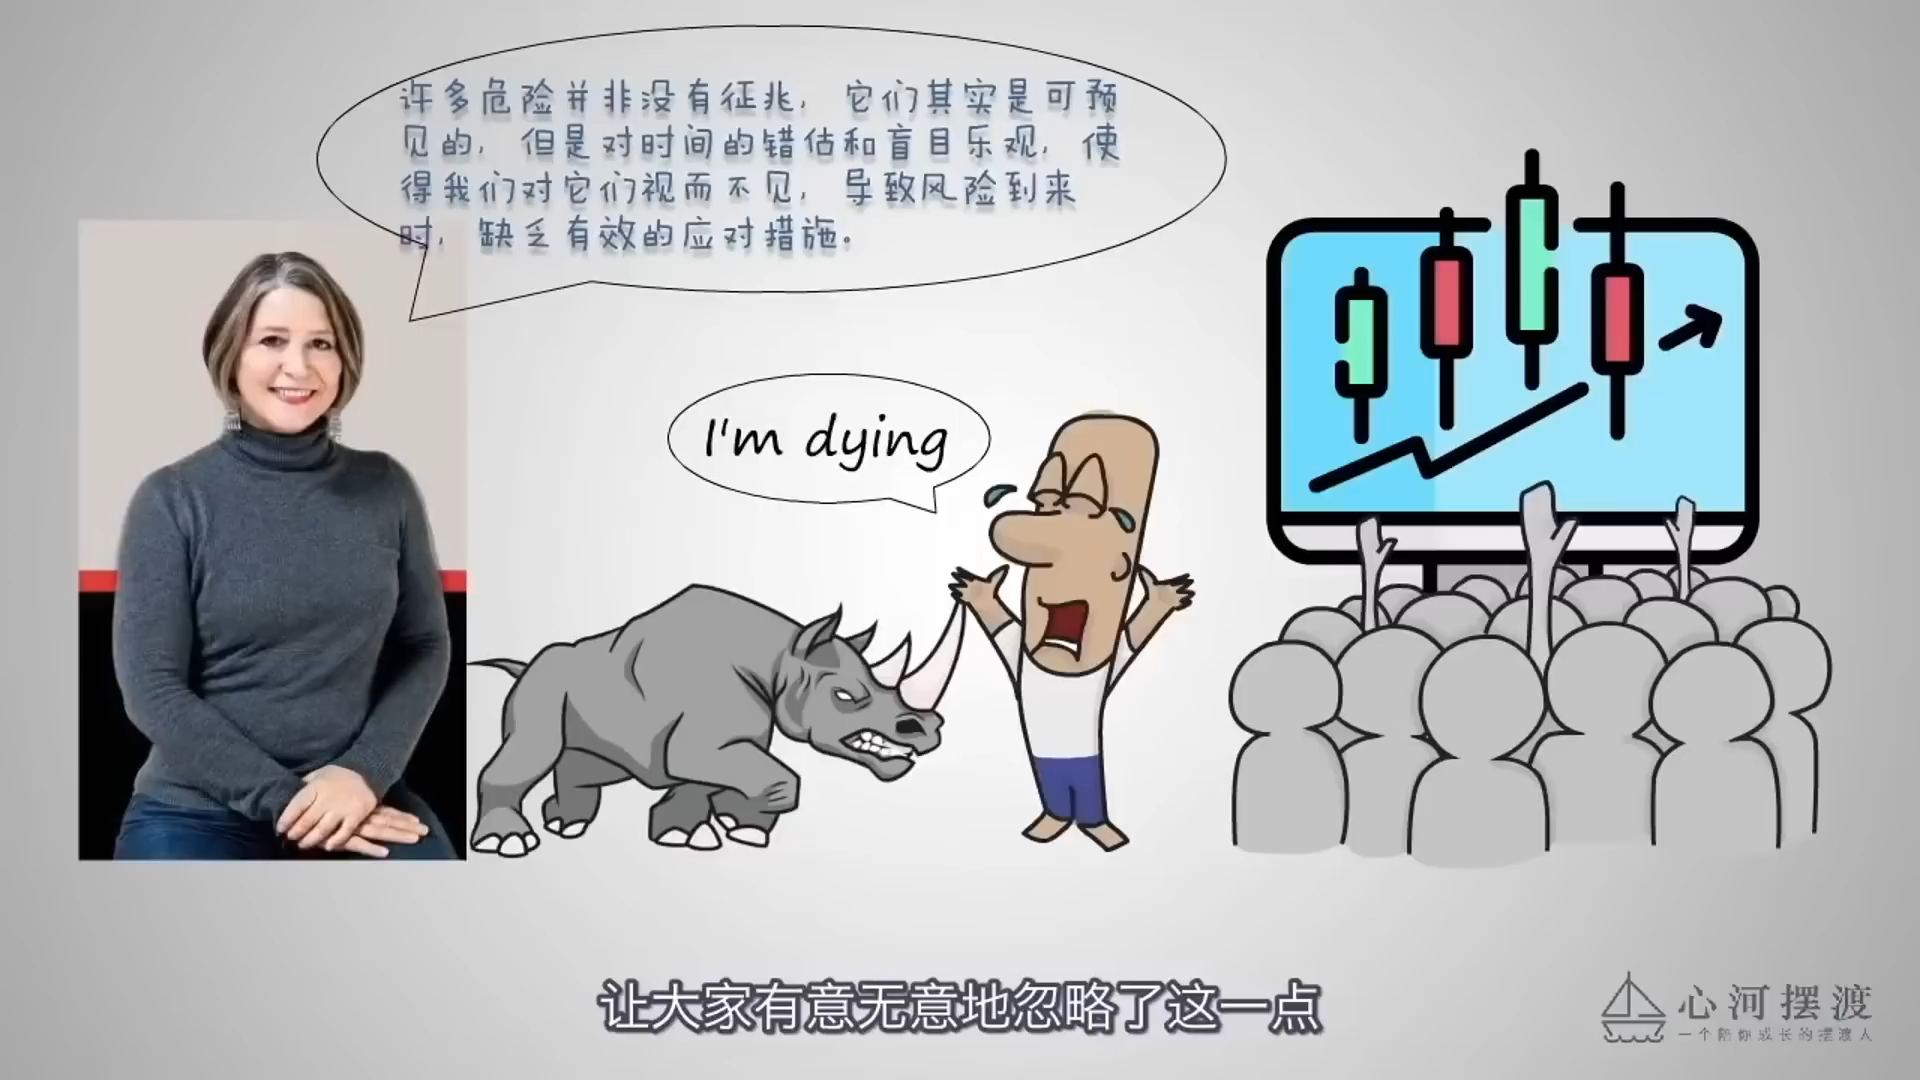 许多危险并非没有征兆，它们其实是可预
见的，但是对时间的错估和盲目乐观，使
得我们对它们视而不见，导致风险到来
时，缺乏有效的应对措施。
I'm dying
让大家有意无意地忽略了这一点
心河摆渡
一个陪你成长的摆渡人